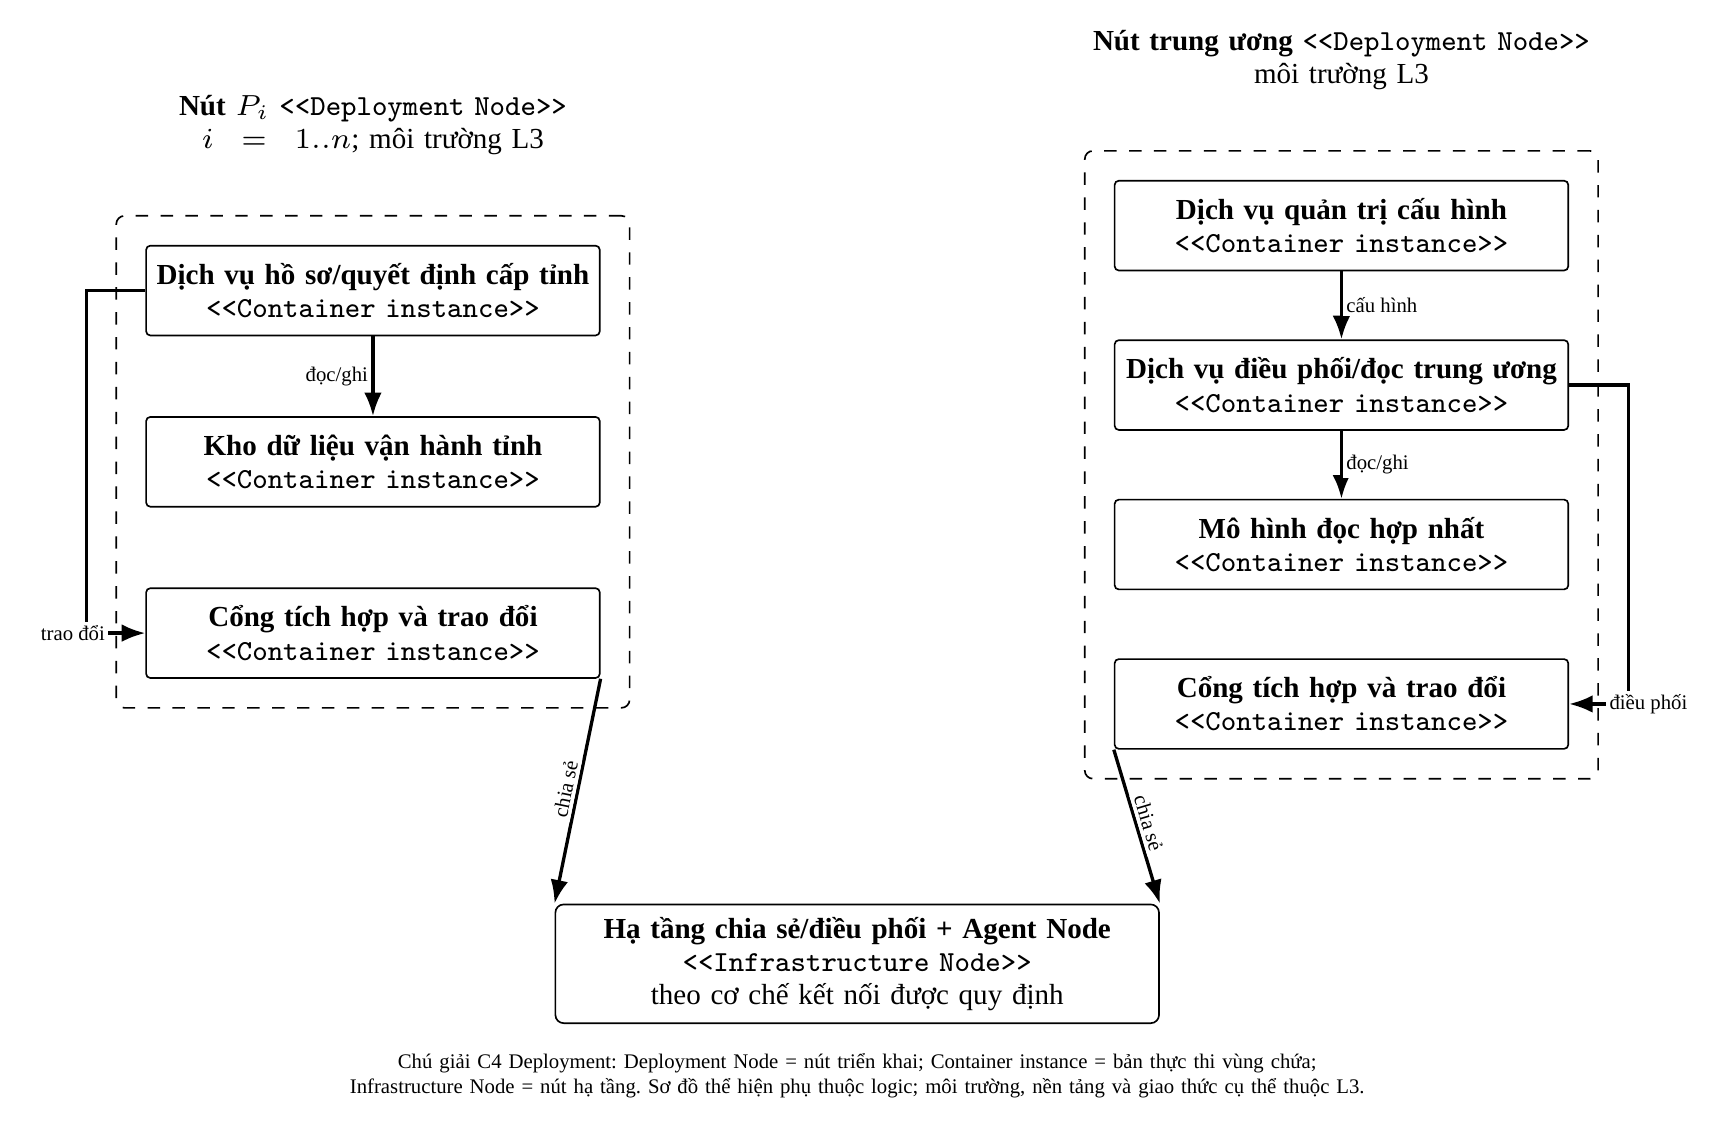 Nút trung ương <<Deployment Node>>
môi trường L3
Nút P_i <<Deployment Node>>
i = 1..n; môi trường L3
Dịch vụ hồ sơ/quyết định cấp tỉnh
<<Container instance>>
đọc/ghi
Kho dữ liệu vận hành tỉnh
<<Container instance>>
Cổng tích hợp và trao đổi
<<Container instance>>
trao đổi
chia sẻ
Dịch vụ quản trị cấu hình
<<Container instance>>
cấu hình
Dịch vụ điều phối/đọc trung ương
<<Container instance>>
đọc/ghi
Mô hình đọc hợp nhất
<<Container instance>>
Cổng tích hợp và trao đổi
<<Container instance>>
điều phối
chia sẻ
Hạ tầng chia sẻ/điều phối + Agent Node
<<Infrastructure Node>>
theo cơ chế kết nối được quy định
Chú giải C4 Deployment: Deployment Node = nút triển khai; Container instance = bản thực thi vùng chứa;
Infrastructure Node = nút hạ tầng. Sơ đồ thể hiện phụ thuộc logic; môi trường, nền tảng và giao thức cụ thể thuộc L3.